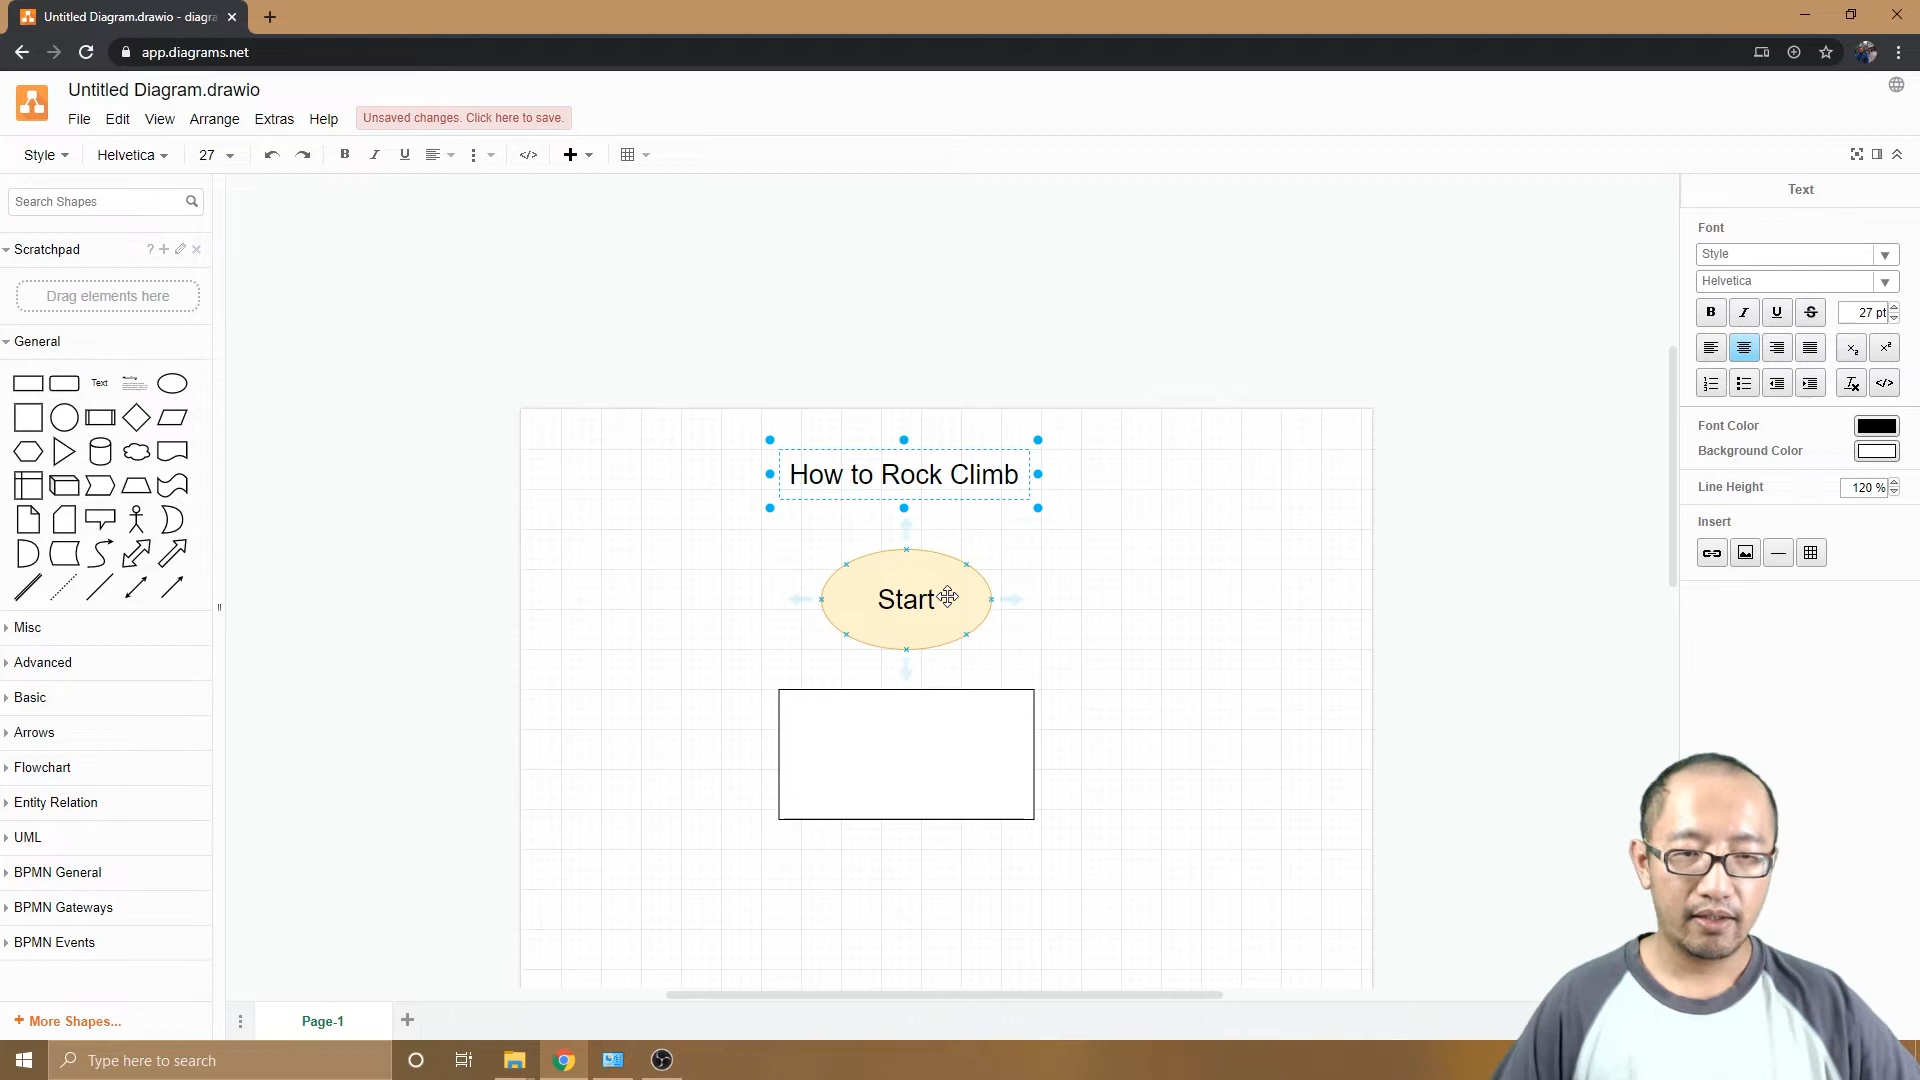 Untitled Diagram.drawio - diagra
app.diagrams.net
Untitled Diagram.drawio
File Edit View Arrange Extras Help Unsaved changes. Click here to save.
Style Helvetica 27 B I U </>
Search Shapes
Scratchpad ?
Drag elements here
General
Text Heading
Misc
Advanced
Basic
Arrows
Flowchart
Entity Relation
UML
BPMN General
BPMN Gateways
BPMN Events
+ More Shapes...
How to Rock Climb
Start
Text
Font
Style
Helvetica
B I U S 27 pt
Font Color
Background Color
Line Height 120 %
Insert
Page-1
Type here to search